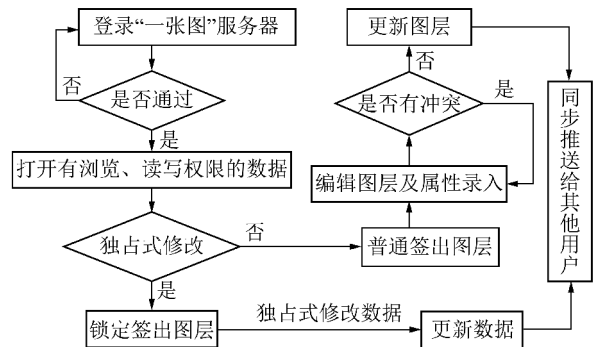 登录“一张图”服务器
否
是否通过
是
打开有浏览、读写权限的数据
独占式修改
否
是
锁定签出图层
独占式修改数据
更新数据
普通签出图层
编辑图层及属性录入
是否有冲突
是
否
更新图层
同步推送给其他用户